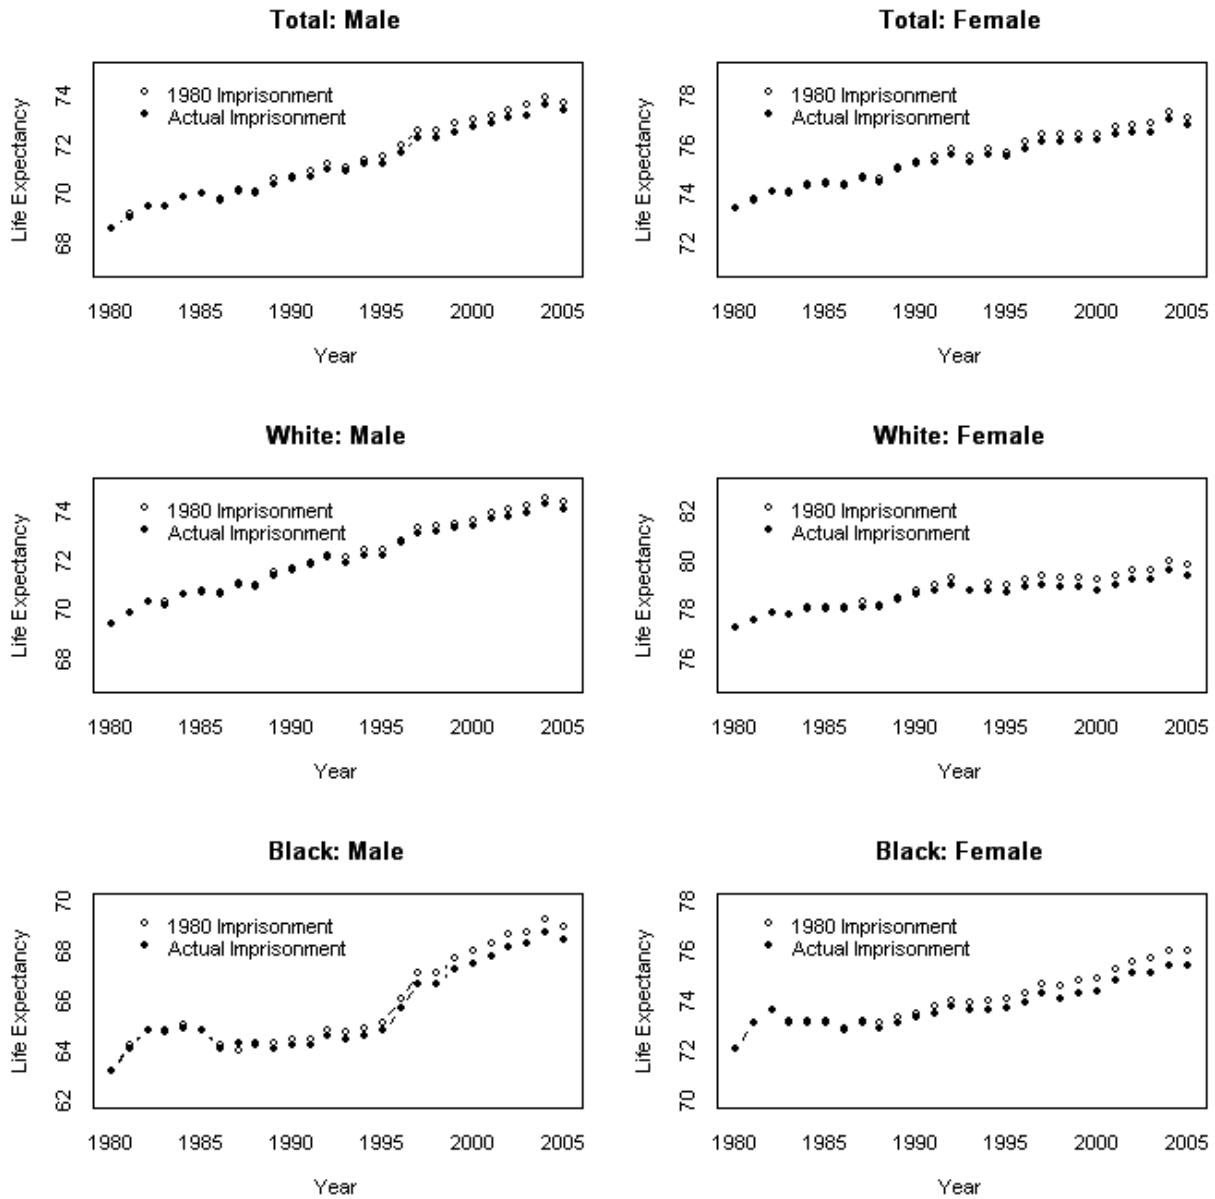 Total: Male
Life Expectancy
74
72
70
68
1980 Imprisonment
Actual Imprisonment
1980 1985 1990 1995 2000 2005
Year
Total: Female
Life Expectancy
78
76
74
72
1980 Imprisonment
Actual Imprisonment
1980 1985 1990 1995 2000 2005
Year
White: Male
Life Expectancy
74
72
70
68
1980 Imprisonment
Actual Imprisonment
1980 1985 1990 1995 2000 2005
Year
White: Female
Life Expectancy
82
80
78
76
1980 Imprisonment
Actual Imprisonment
1980 1985 1990 1995 2000 2005
Year
Black: Male
Life Expectancy
70
68
66
64
62
1980 Imprisonment
Actual Imprisonment
1980 1985 1990 1995 2000 2005
Year
Black: Female
Life Expectancy
78
76
74
72
70
1980 Imprisonment
Actual Imprisonment
1980 1985 1990 1995 2000 2005
Year